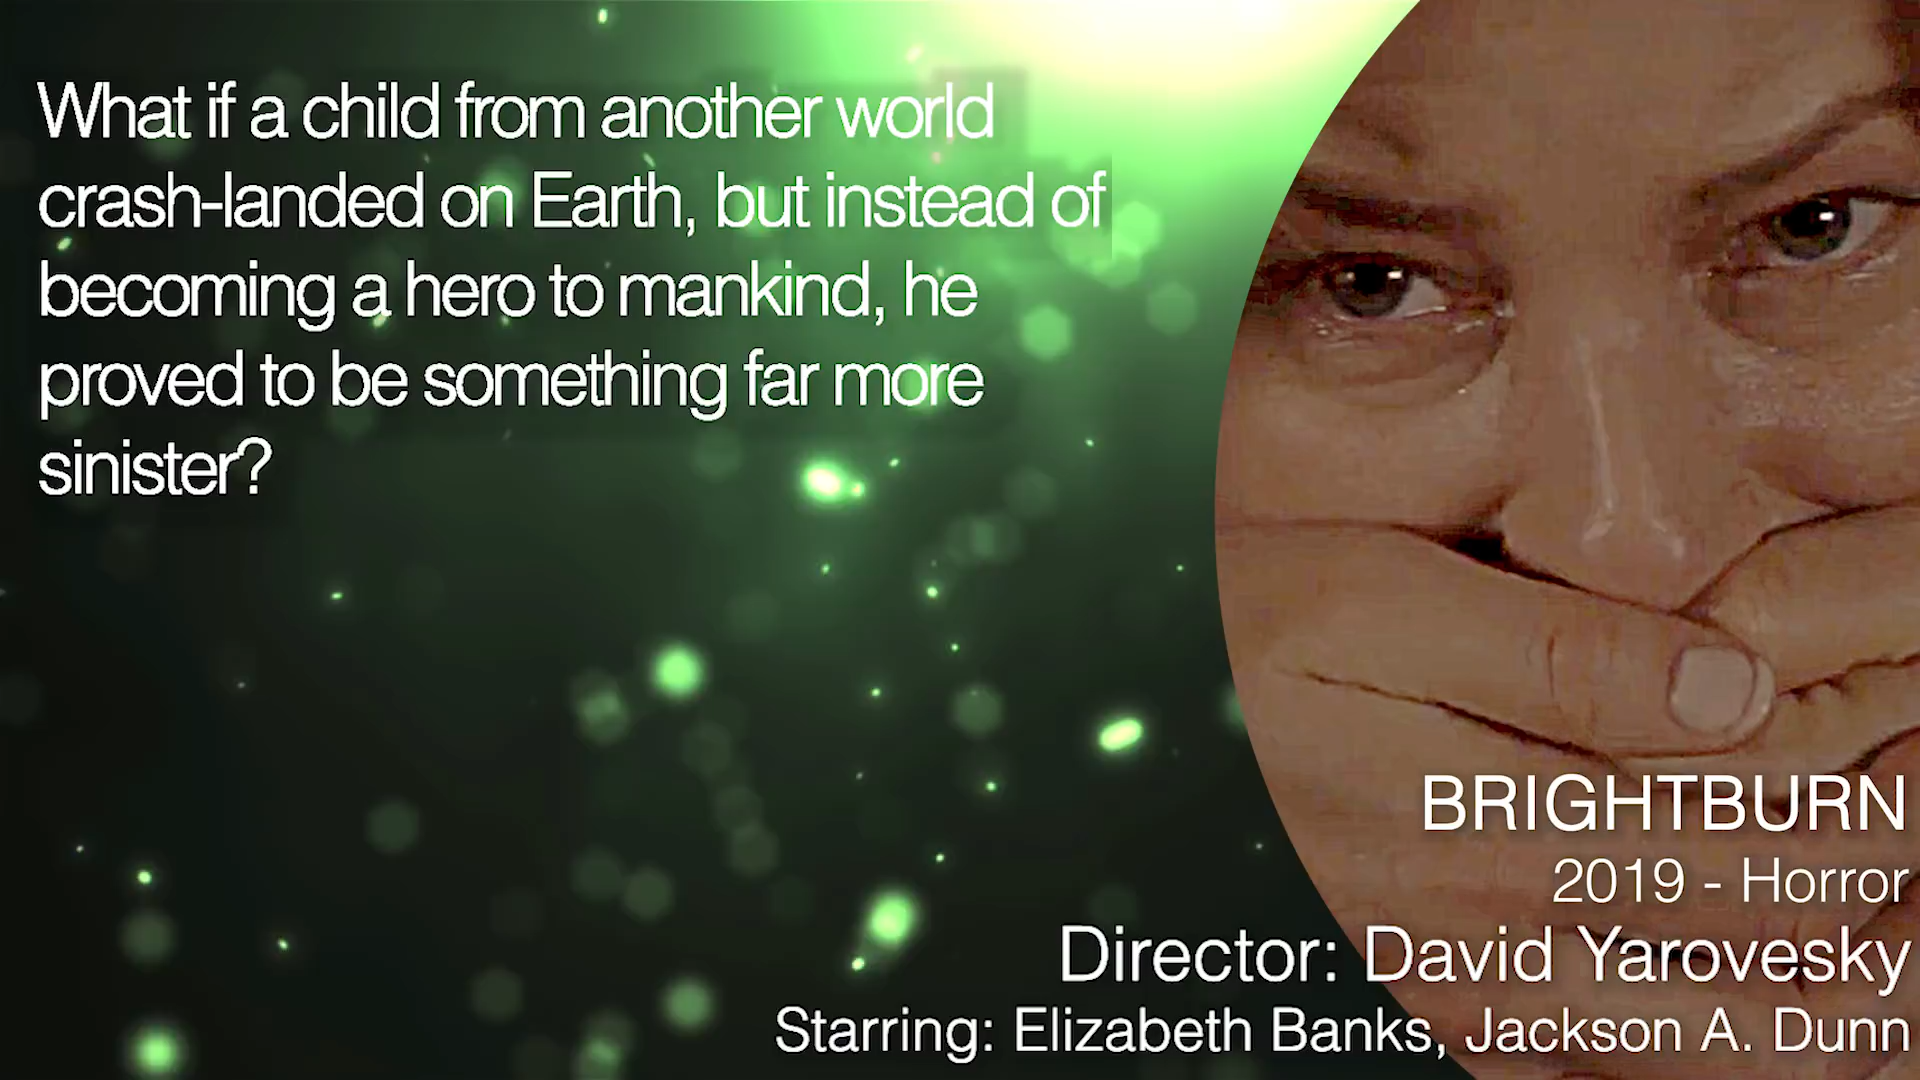 What if a child from another world
crash-landed on Earth, but instead of
becoming a hero to mankind, he
proved to be something far more
sinister?
BRIGHTBURN
2019 - Horror
Director: David Yarovesky
Starring: Elizabeth Banks, Jackson A. Dunn